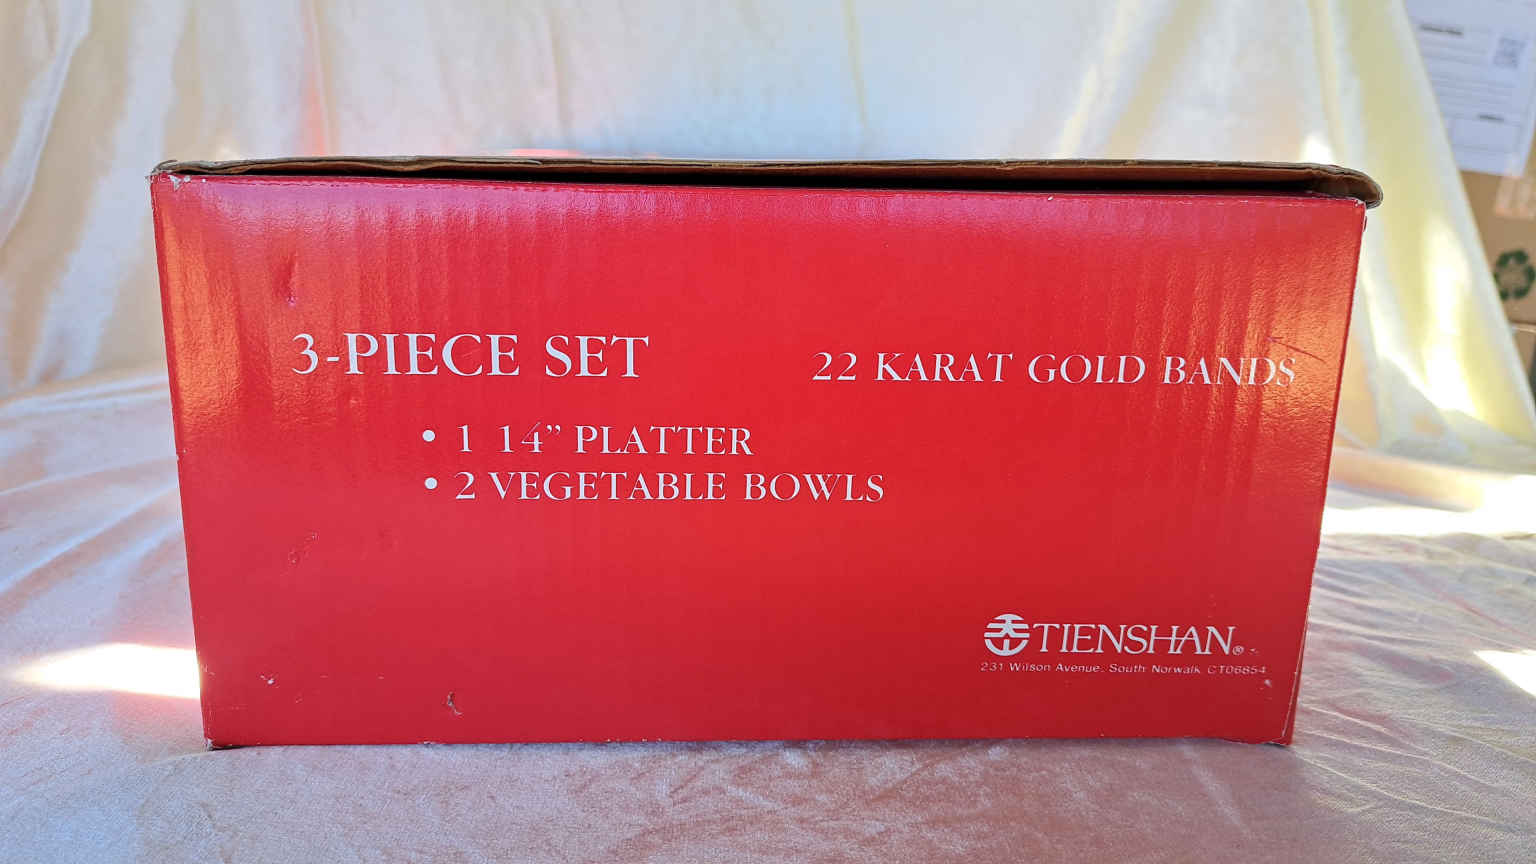 3-PIECE SET
22 KARAT GOLD BANDS
• 1 14” PLATTER
• 2 VEGETABLE BOWLS
TIENSHAN®
231 Wilson Avenue. South Norwalk CT06854